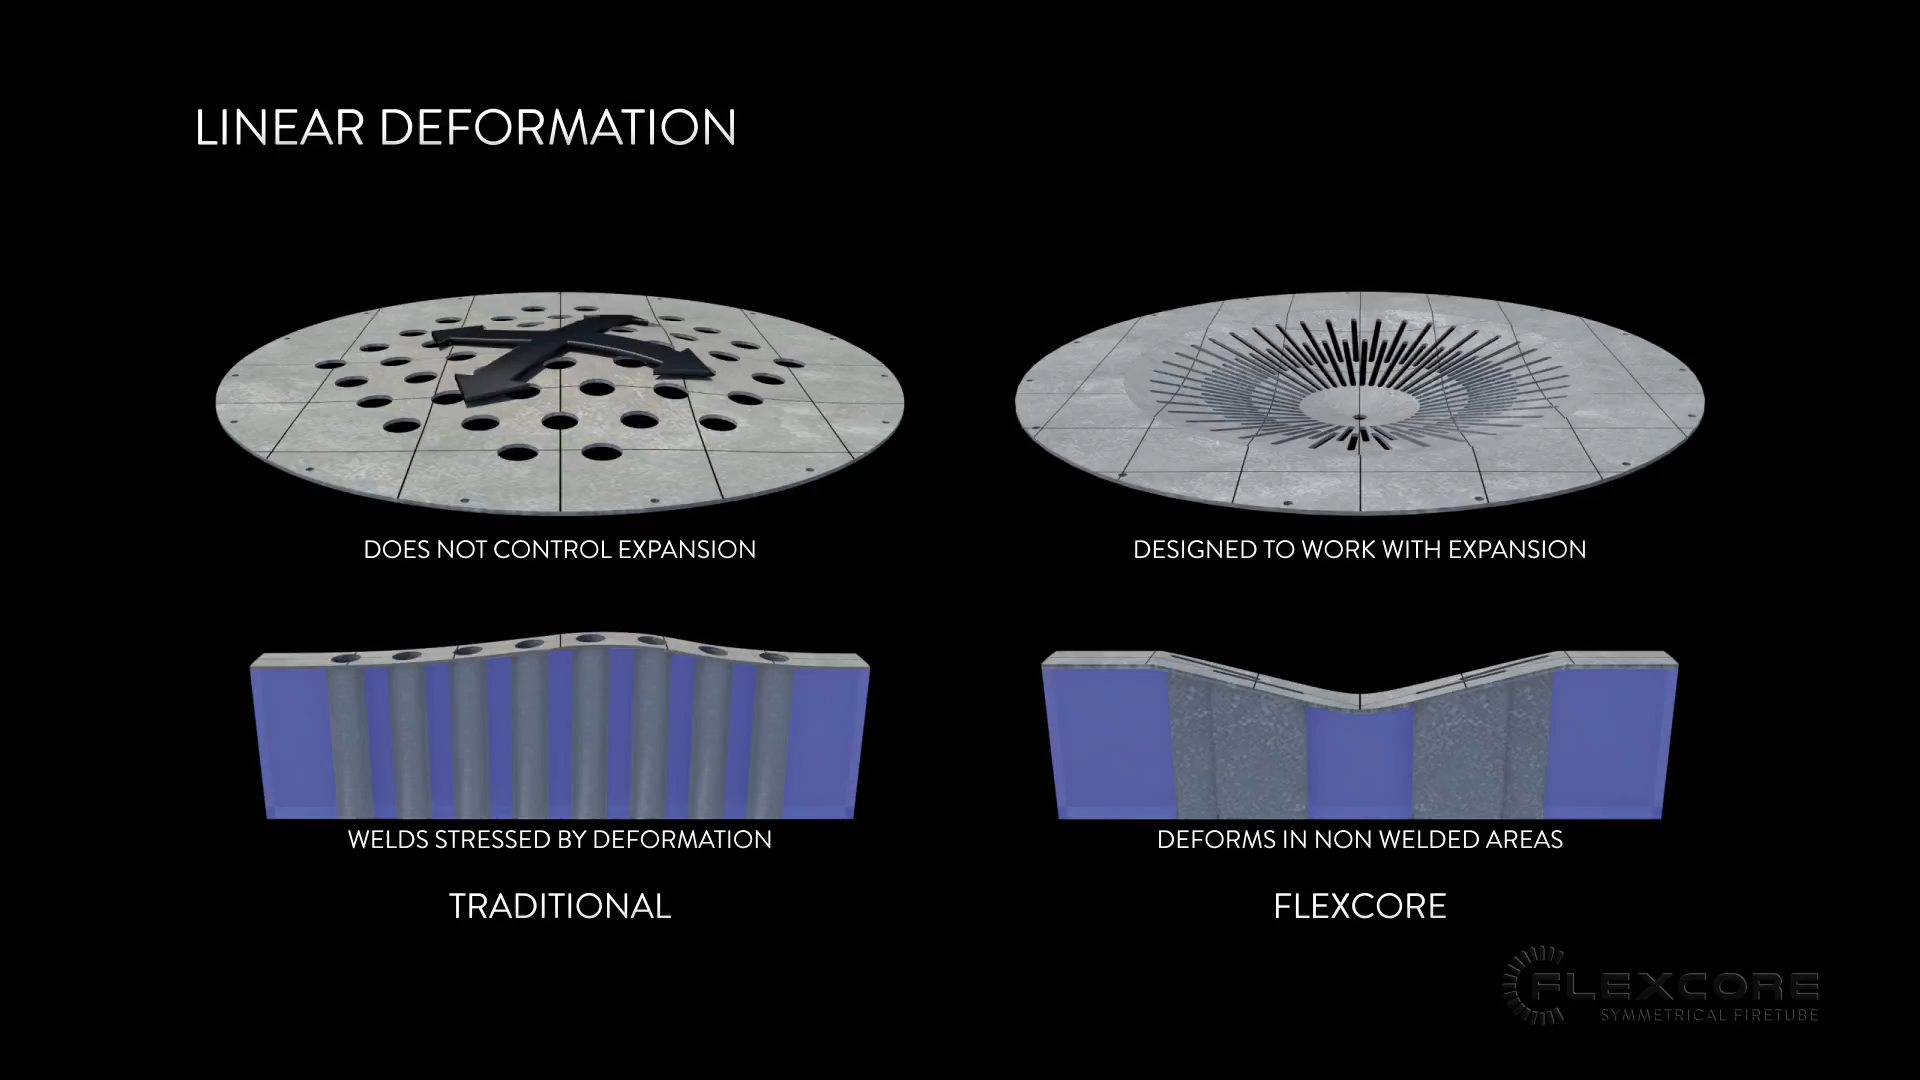 LINEAR DEFORMATION
DOES NOT CONTROL EXPANSION
DESIGNED TO WORK WITH EXPANSION
WELDS STRESSED BY DEFORMATION
DEFORMS IN NON WELDED AREAS
TRADITIONAL
FLEXCORE
FLEXCORE
SYMMETRICAL FIRETUBE